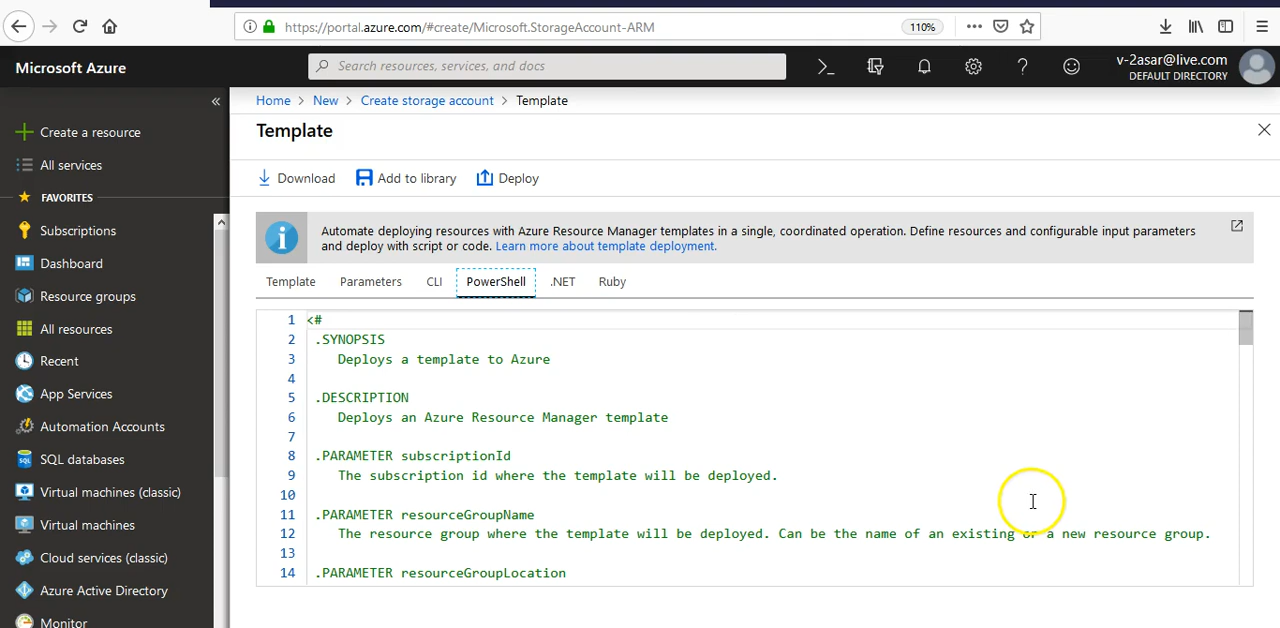 https://portal.azure.com/#create/Microsoft.StorageAccount-ARM
110%
Microsoft Azure
Search resources, services, and docs
v-2asar@live.com
DEFAULT DIRECTORY
Create a resource
All services
FAVORITES
Subscriptions
Dashboard
Resource groups
All resources
Recent
App Services
Automation Accounts
SQL databases
Virtual machines (classic)
Virtual machines
Cloud services (classic)
Azure Active Directory
Monitor
Home > New > Create storage account > Template
Template
Download Add to library Deploy
Automate deploying resources with Azure Resource Manager templates in a single, coordinated operation. Define resources and configurable input parameters
and deploy with script or code. Learn more about template deployment.
Template Parameters CLI PowerShell .NET Ruby
1 <#
2 .SYNOPSIS
3 Deploys a template to Azure
4
5 .DESCRIPTION
6 Deploys an Azure Resource Manager template
7
8 .PARAMETER subscriptionId
9 The subscription id where the template will be deployed.
10
11 .PARAMETER resourceGroupName
12 The resource group where the template will be deployed. Can be the name of an existing or a new resource group.
13
14 .PARAMETER resourceGroupLocation